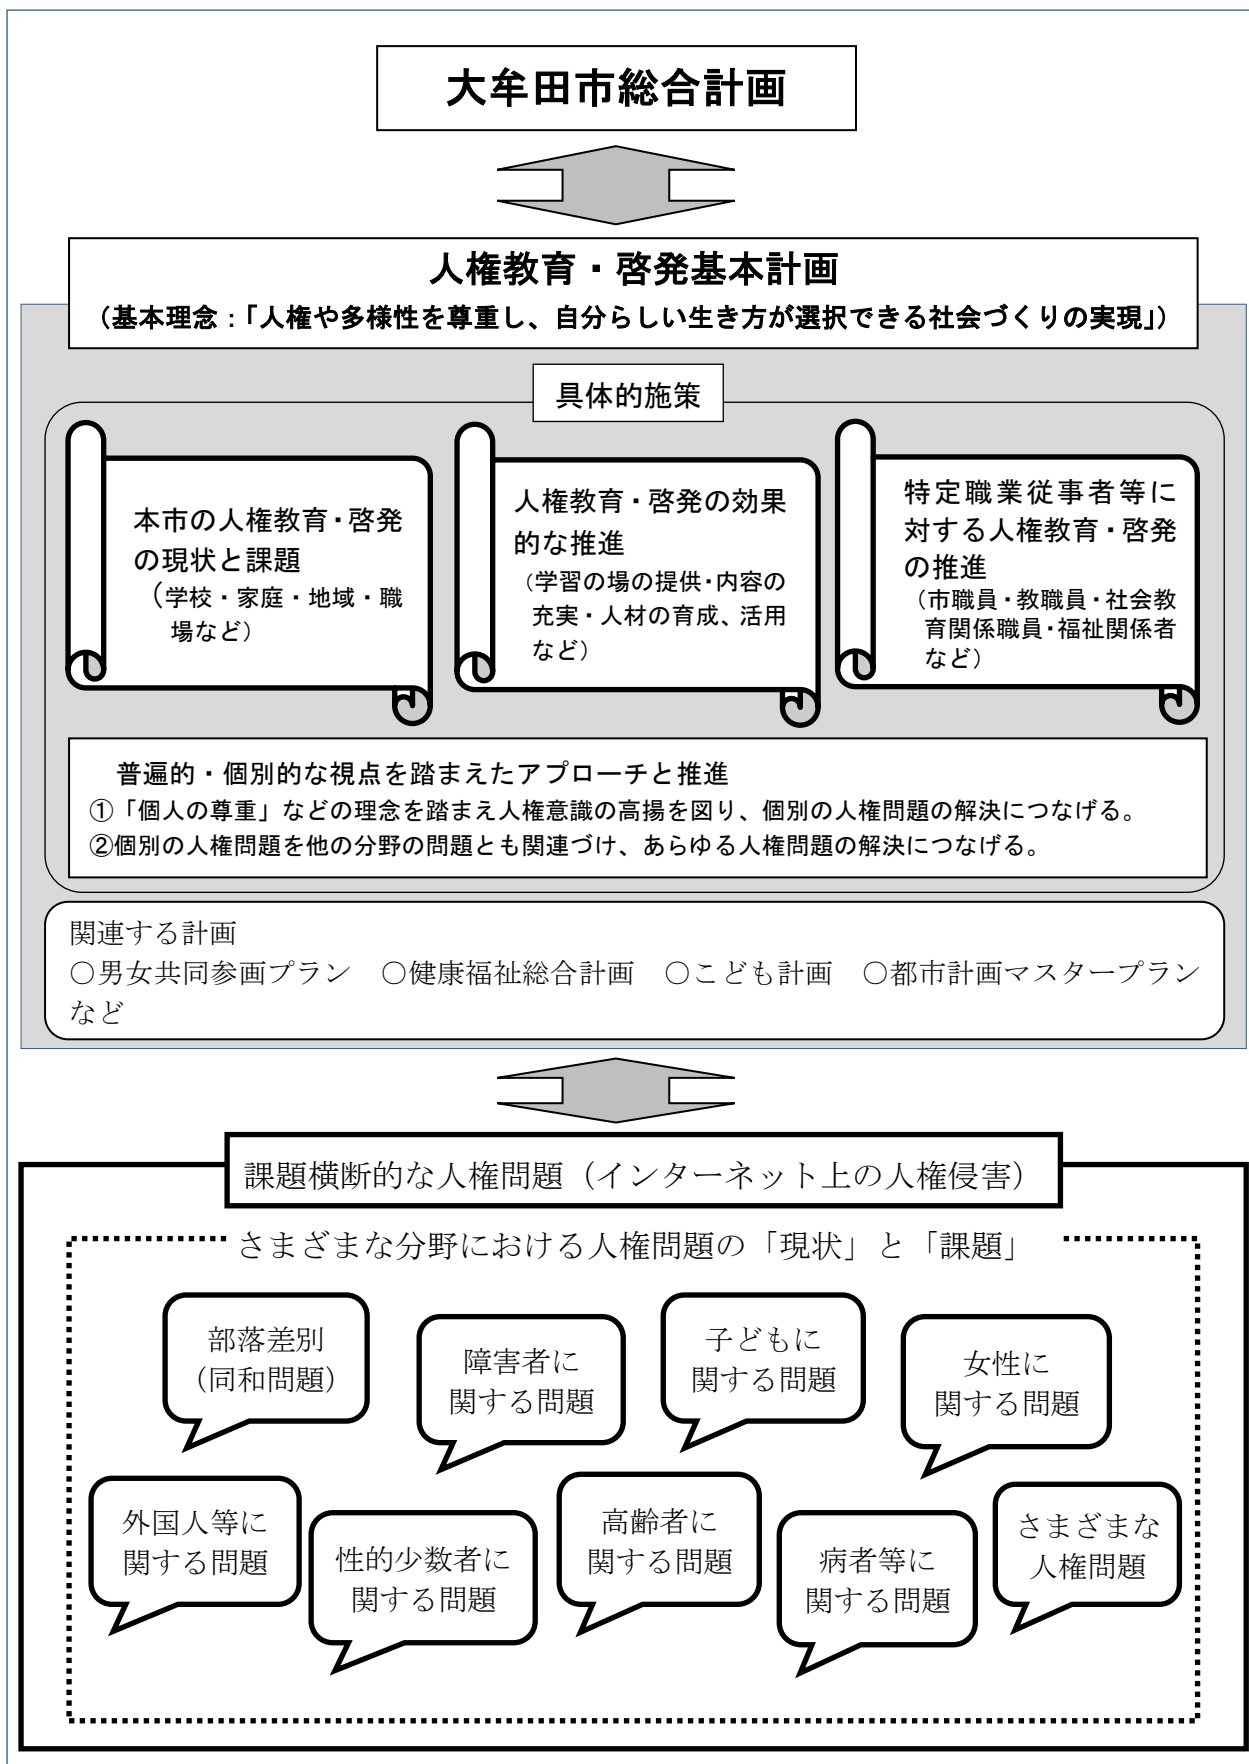 大牟田市総合計画
人権教育・啓発基本計画
（基本理念：「人権や多様性を尊重し、自分らしい生き方が選択できる社会づくりの実現」）
具体的施策
本市の人権教育・啓発
の現状と課題
（学校・家庭・地域・職
場など）
人権教育・啓発の効果
的な推進
（学習の場の提供・内容の
充実・人材の育成、活用
など）
特定職業従事者等に
対する人権教育・啓発
の推進
（市職員・教職員・社会教
育関係職員・福祉関係者
など）
普遍的・個別的な視点を踏まえたアプローチと推進
①「個人の尊重」などの理念を踏まえ人権意識の高揚を図り、個別の人権問題の解決につなげる。
②個別の人権問題を他の分野の問題とも関連づけ、あらゆる人権問題の解決につなげる。
関連する計画
○男女共同参画プラン　○健康福祉総合計画　○こども計画　○都市計画マスタープラン
など
課題横断的な人権問題（インターネット上の人権侵害）
さまざまな分野における人権問題の「現状」と「課題」
部落差別
（同和問題）
障害者に
関する問題
子どもに
関する問題
女性に
関する問題
外国人等に
関する問題
性的少数者に
関する問題
高齢者に
関する問題
病者等に
関する問題
さまざまな
人権問題